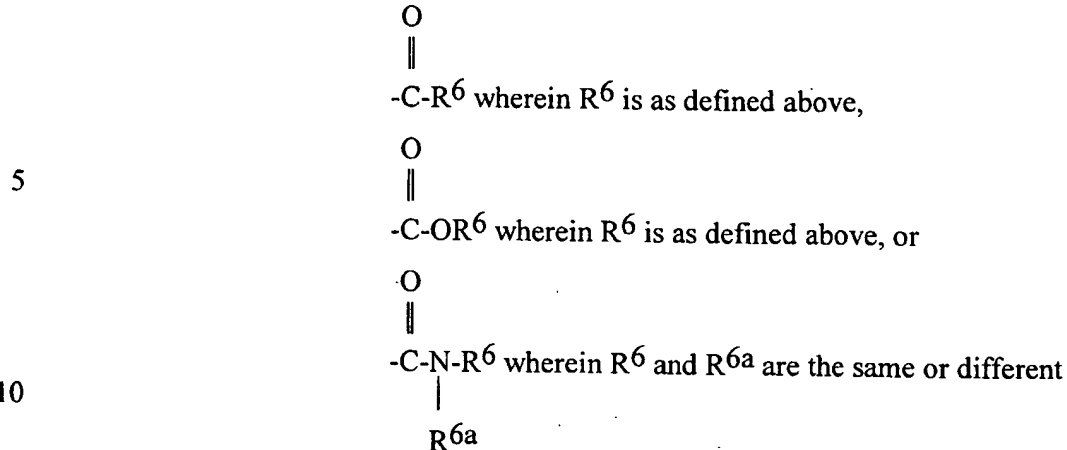 O
||
-C-R6 wherein R6 is as defined above,
O
5
||
-C-OR6 wherein R6 is as defined above, or
O
||
-C-N-R6 wherein R6 and R6a are the same or different
10
|
R6a